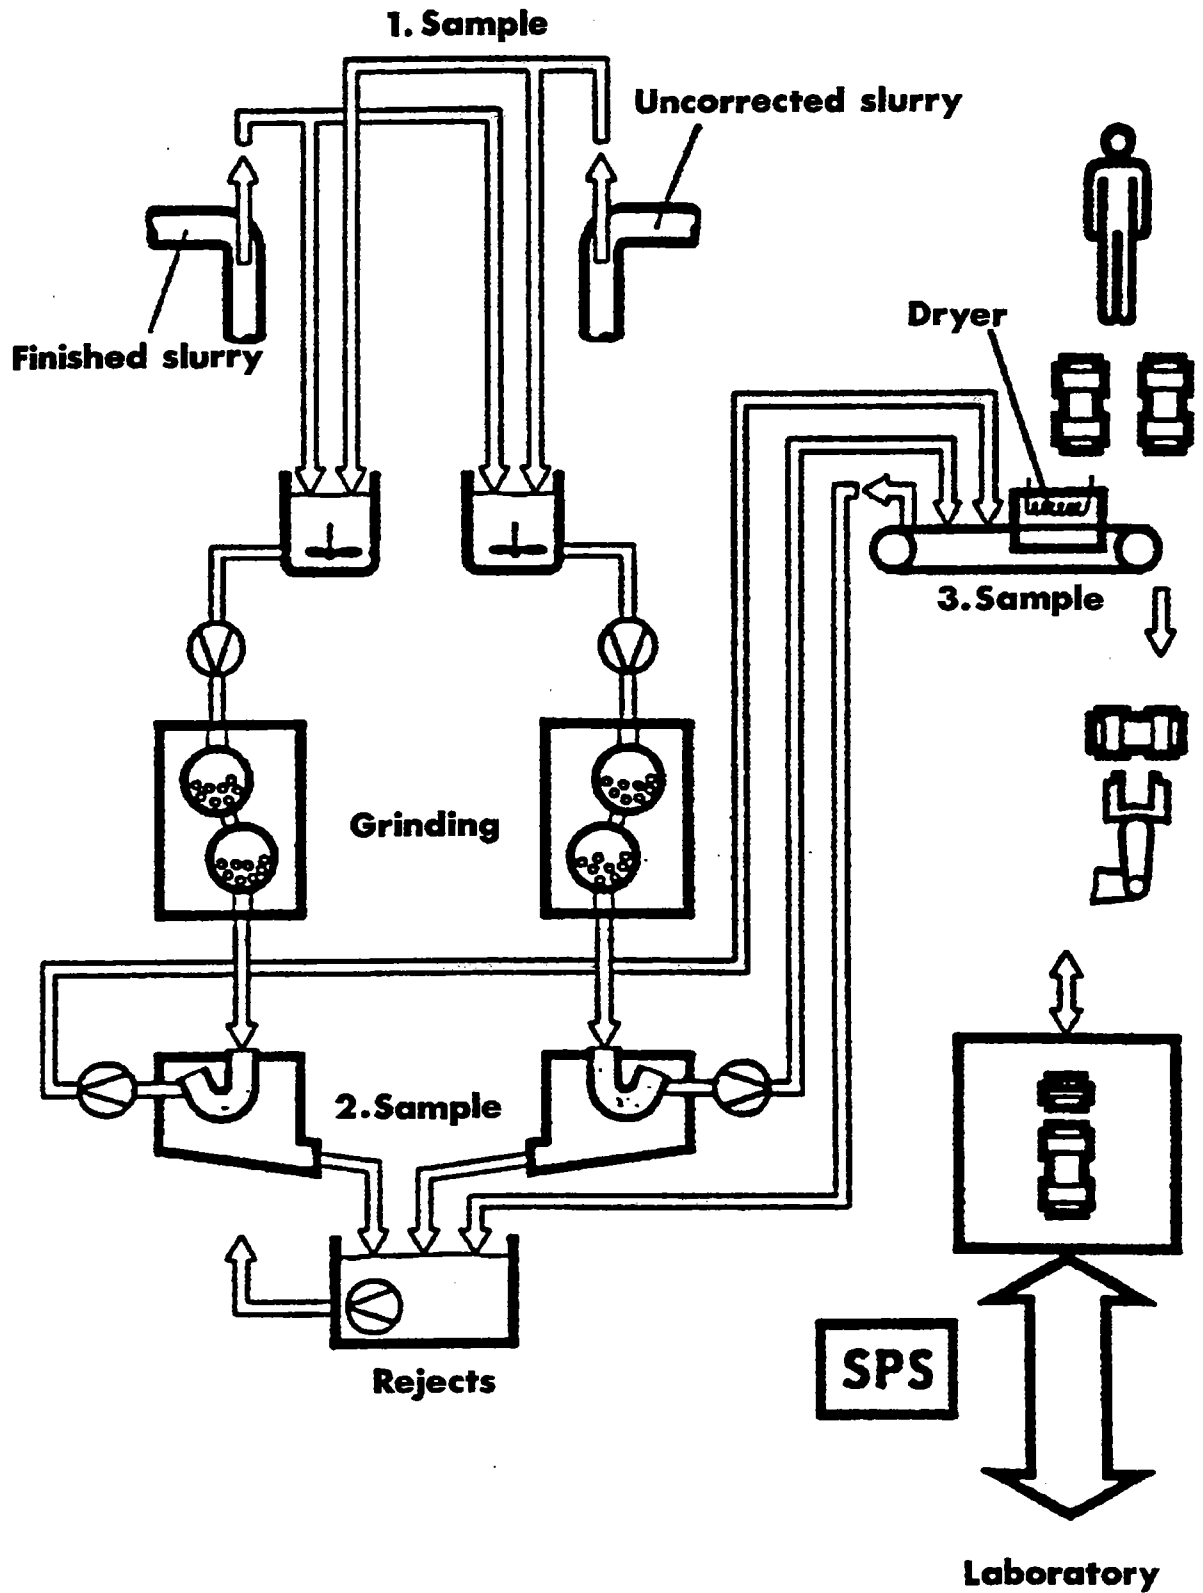 1. Sample
Uncorrected slurry
Finished slurry
Dryer
3. Sample
Grinding
2. Sample
Rejects
SPS
Laboratory